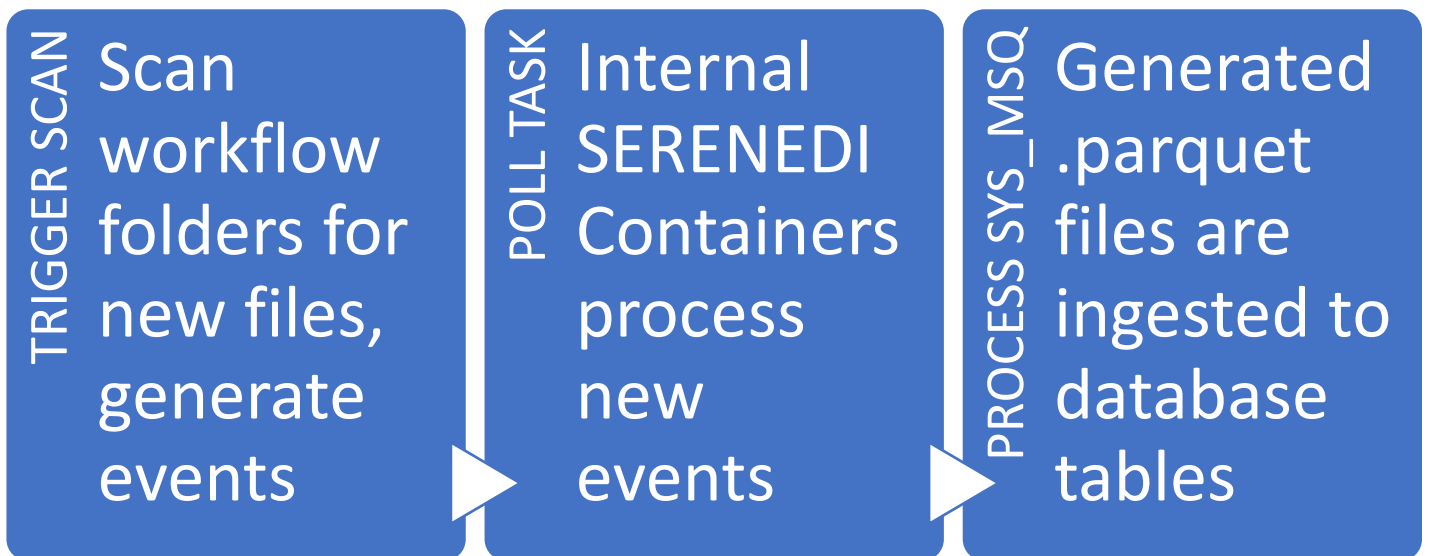 TRIGGER SCAN
Scan
workflow
folders for
new files,
generate
events
POLL TASK
Internal
SERENEDI
Containers
process
new
events
PROCESS SYS_MSQ
Generated
.parquet
files are
ingested to
database
tables